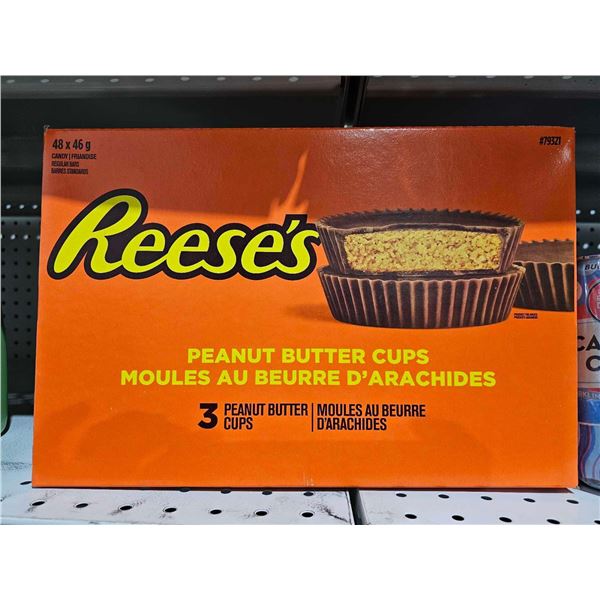 48 x 46 g
CANDY | FRIANDISE
REGULAR BARS
BARRES STANDARDS
#79321
Reese's
PEANUT BUTTER CUPS
MOULES AU BEURRE D'ARACHIDES
3 PEANUT BUTTER CUPS | MOULES AU BEURRE D'ARACHIDES